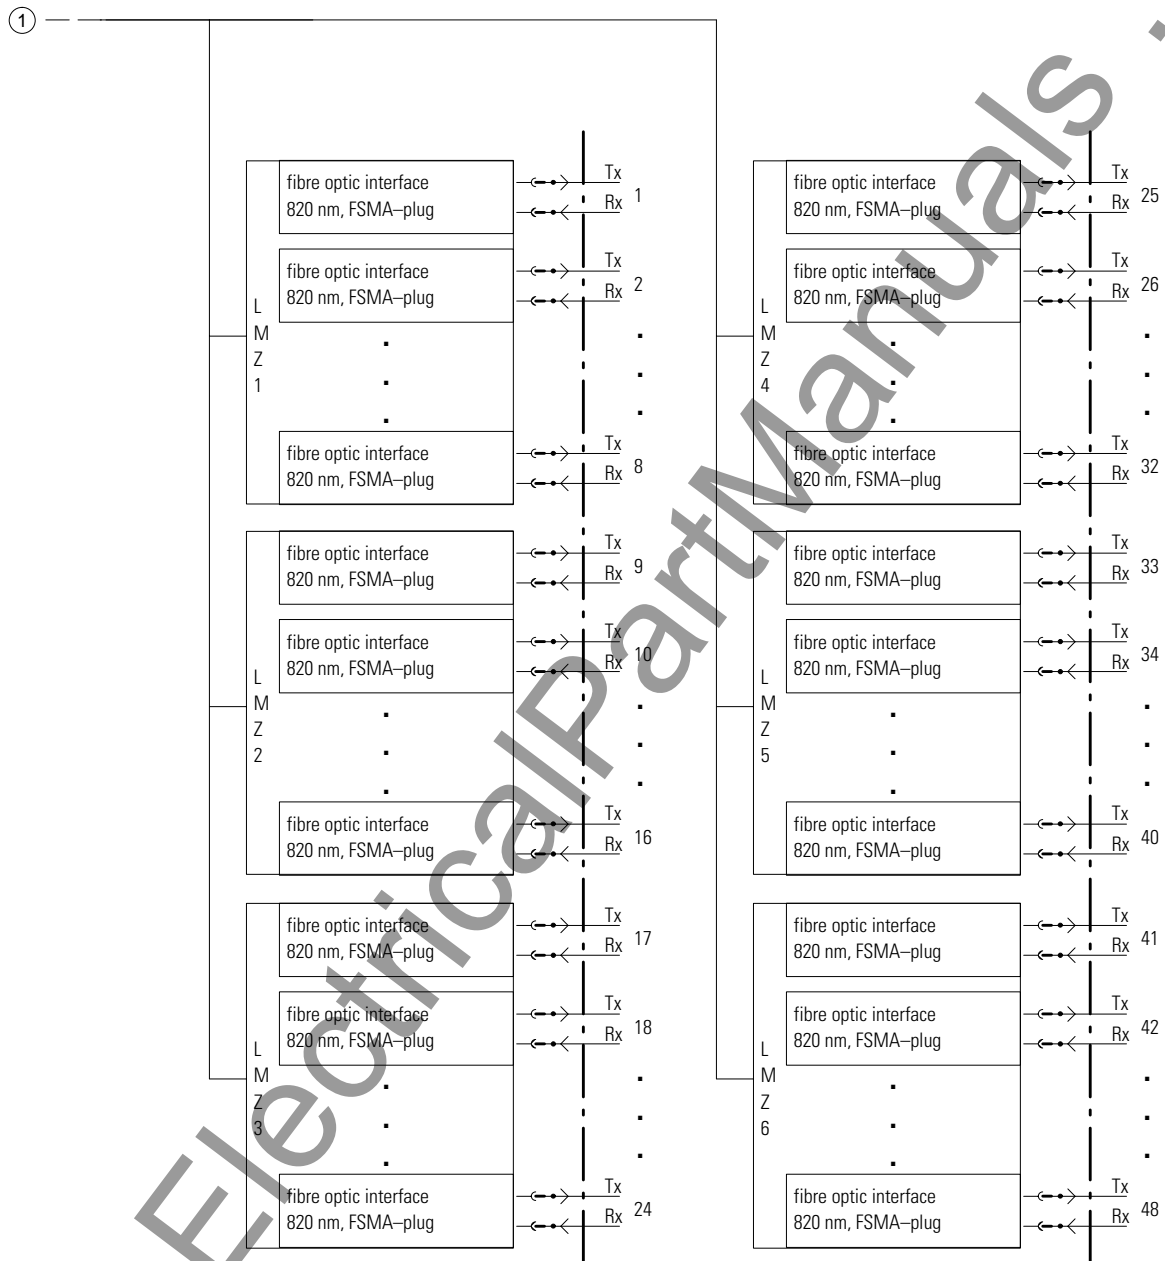 1
fibre optic interface
820 nm, FSMA–plug
Tx
Rx
1
fibre optic interface
820 nm, FSMA–plug
Tx
Rx
2
L
M
Z
1
fibre optic interface
820 nm, FSMA–plug
Tx
Rx
8
fibre optic interface
820 nm, FSMA–plug
Tx
Rx
9
fibre optic interface
820 nm, FSMA–plug
Tx
Rx
10
L
M
Z
2
fibre optic interface
820 nm, FSMA–plug
Tx
Rx
16
fibre optic interface
820 nm, FSMA–plug
Tx
Rx
17
fibre optic interface
820 nm, FSMA–plug
Tx
Rx
18
L
M
Z
3
fibre optic interface
820 nm, FSMA–plug
Tx
Rx
24
fibre optic interface
820 nm, FSMA–plug
Tx
Rx
25
fibre optic interface
820 nm, FSMA–plug
Tx
Rx
26
L
M
Z
4
fibre optic interface
820 nm, FSMA–plug
Tx
Rx
32
fibre optic interface
820 nm, FSMA–plug
Tx
Rx
33
fibre optic interface
820 nm, FSMA–plug
Tx
Rx
34
L
M
Z
5
fibre optic interface
820 nm, FSMA–plug
Tx
Rx
40
fibre optic interface
820 nm, FSMA–plug
Tx
Rx
41
fibre optic interface
820 nm, FSMA–plug
Tx
Rx
42
L
M
Z
6
fibre optic interface
820 nm, FSMA–plug
Tx
Rx
48
ElectricalPartManuals .